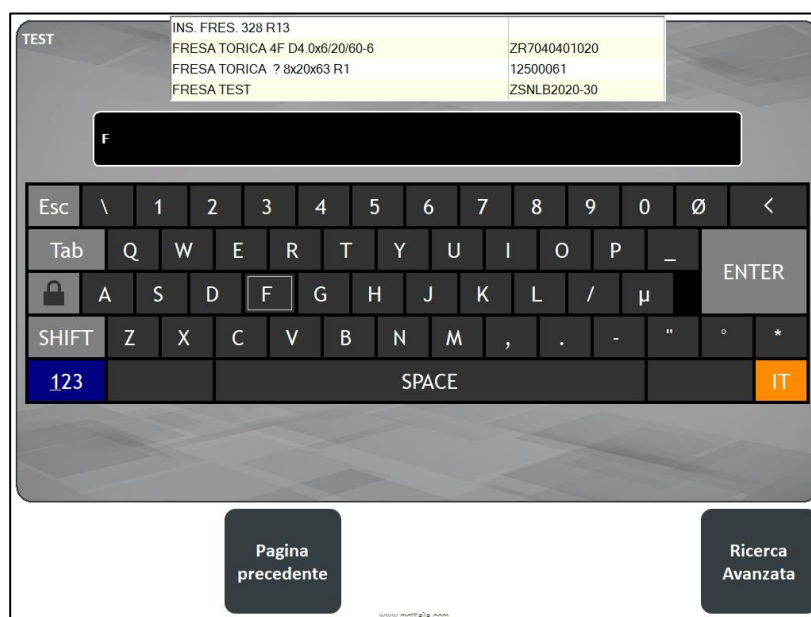 TEST
INS. FRES. 328 R13
FRESA TORICA 4F D4.0x6/20/60-6 ZR7040401020
FRESA TORICA ? 8x20x63 R1 12500061
FRESA TEST ZSNLB2020-30
F
Esc \ 1 2 3 4 5 6 7 8 9 0 Ø <
Tab Q W E R T Y U I O P _
ENTER
A S D F G H J K L / µ
SHIFT Z X C V B N M , . - " ° *
123 SPACE IT
Pagina
precedente
Ricerca
Avanzata